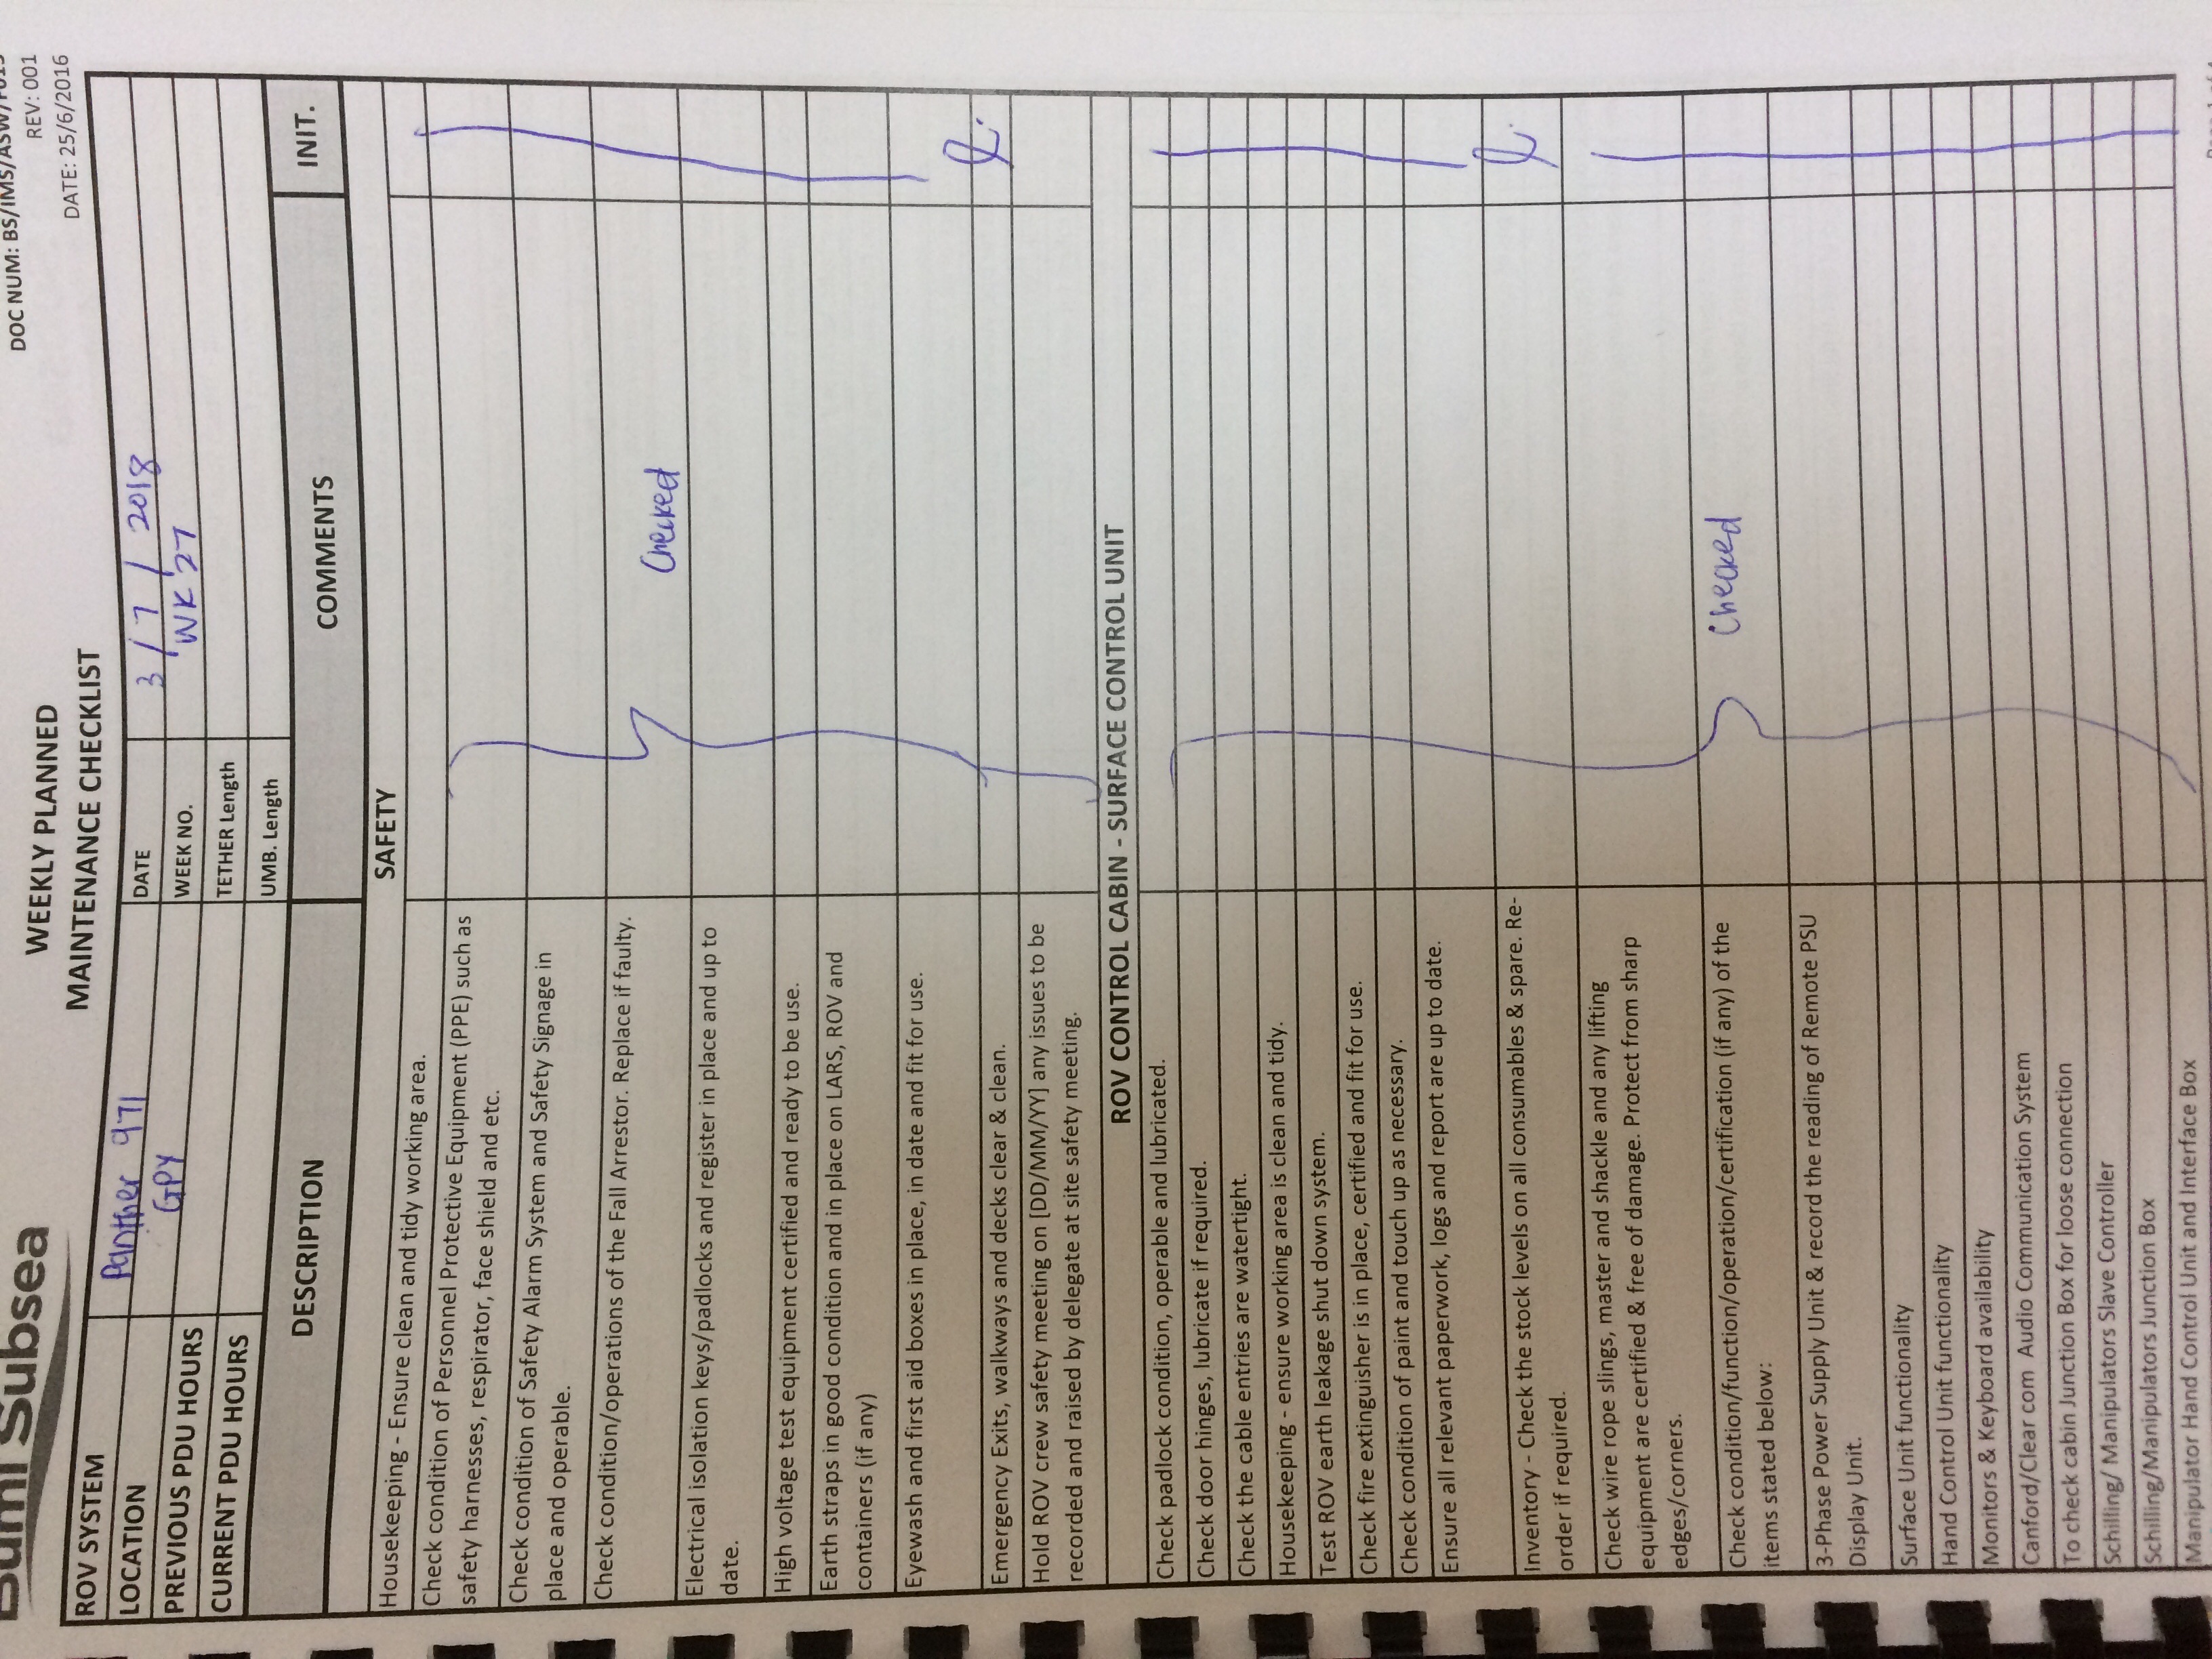 Bumi Subsea
WEEKLY PLANNED
MAINTENANCE CHECKLIST
DOC NUM: BS/IMS/ASW/F015
REV: 001
DATE: 25/6/2016
ROV SYSTEM Panther 971
LOCATION GPY
PREVIOUS PDU HOURS
CURRENT PDU HOURS
DATE 3/7/2018
WEEK NO. WK 27
TETHER Length
UMB. Length
DESCRIPTION COMMENTS INIT.
SAFETY
Housekeeping - Ensure clean and tidy working area.
Check condition of Personnel Protective Equipment (PPE) such as
safety harnesses, respirator, face shield and etc.
Check condition of Safety Alarm System and Safety Signage in
place and operable.
Check condition/operations of the Fall Arrestor. Replace if faulty.
Checked
Electrical isolation keys/padlocks and register in place and up to
date.
High voltage test equipment certified and ready to be use.
Earth straps in good condition and in place on LARS, ROV and
containers (if any)
Eyewash and first aid boxes in place, in date and fit for use.
Emergency Exits, walkways and decks clear & clean.
Hold ROV crew safety meeting on [DD/MM/YY] any issues to be
recorded and raised by delegate at site safety meeting.
ROV CONTROL CABIN - SURFACE CONTROL UNIT
Check padlock condition, operable and lubricated.
Check door hinges, lubricate if required.
Check the cable entries are watertight.
Housekeeping - ensure working area is clean and tidy.
Test ROV earth leakage shut down system.
Check fire extinguisher is in place, certified and fit for use.
Check condition of paint and touch up as necessary.
Ensure all relevant paperwork, logs and report are up to date.
Inventory - Check the stock levels on all consumables & spare. Re-
order if required.
Check wire rope slings, master and shackle and any lifting
equipment are certified & free of damage. Protect from sharp
edges/corners.
Check condition/function/operation/certification (if any) of the
items stated below:
Checked
3-Phase Power Supply Unit & record the reading of Remote PSU
Display Unit.
Surface Unit functionality
Hand Control Unit functionality
Monitors & Keyboard availability
Canford/Clear com Audio Communication System
To check cabin Junction Box for loose connection
Schilling/ Manipulators Slave Controller
Schilling/Manipulators Junction Box
Manipulator Hand Control Unit and Interface Box